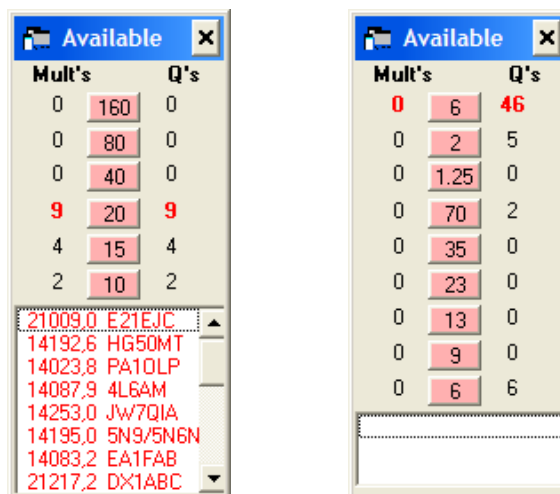 Available
Mult's Q's
0 160 0
0 80 0
0 40 0
9 20 9
4 15 4
2 10 2
21009,0 E21EJC
14192,6 HG50MT
14023,8 PA1OLP
14087,9 4L6AM
14253,0 JW7QIA
14195,0 5N9/5N6N
14083,2 EA1FAB
21217,2 DX1ABC
Available
Mult's Q's
0 6 46
0 2 5
0 1.25 0
0 70 2
0 35 0
0 23 0
0 13 0
0 9 0
0 6 6